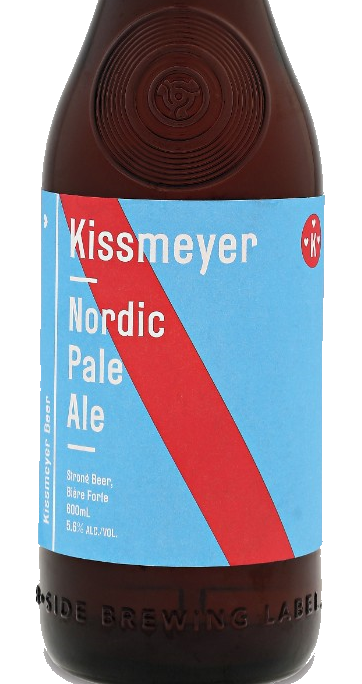 Kissmeyer
K
Nordic
Pale
Ale
Strong Beer,
Bière Forte
600mL
5.6% ALC./VOL.
Kissmeyer Beer
-SIDE BREWING LABEL.